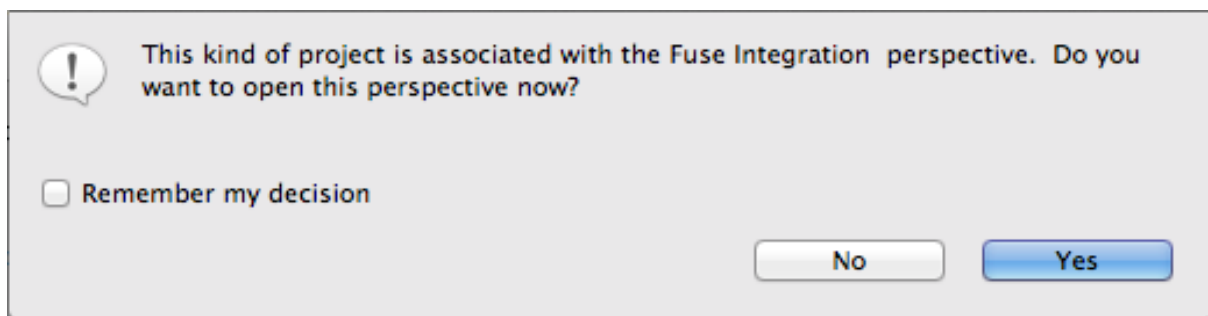 This kind of project is associated with the Fuse Integration  perspective.  Do you
want to open this perspective now?
Remember my decision
No
Yes